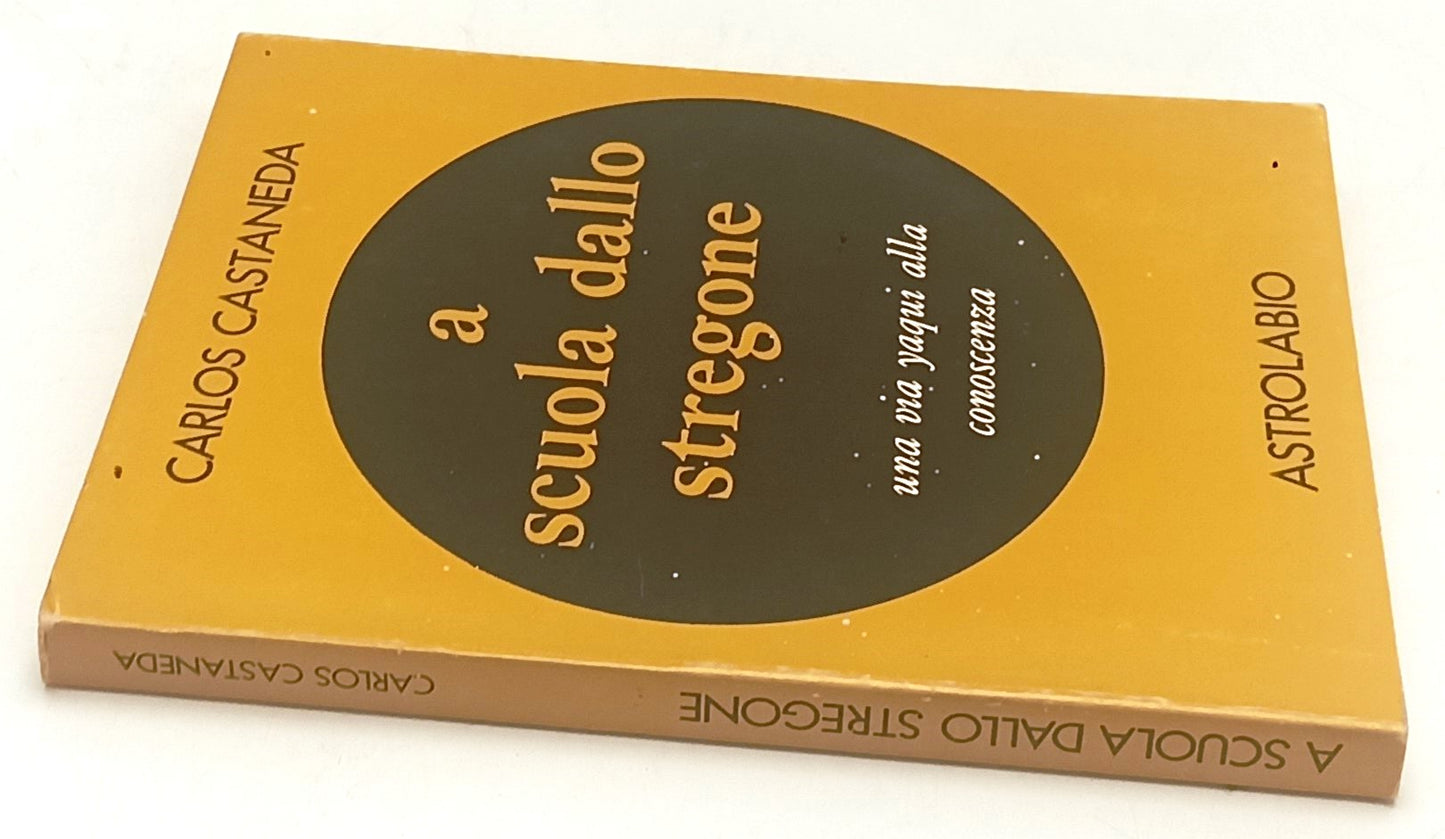 CARLOS CASTANEDA
a
scuola dallo
stregone
una via yaqui alla
conoscenza
ASTROLABIO
A SCUOLA DALLO STREGONE
CARLOS CASTANEDA